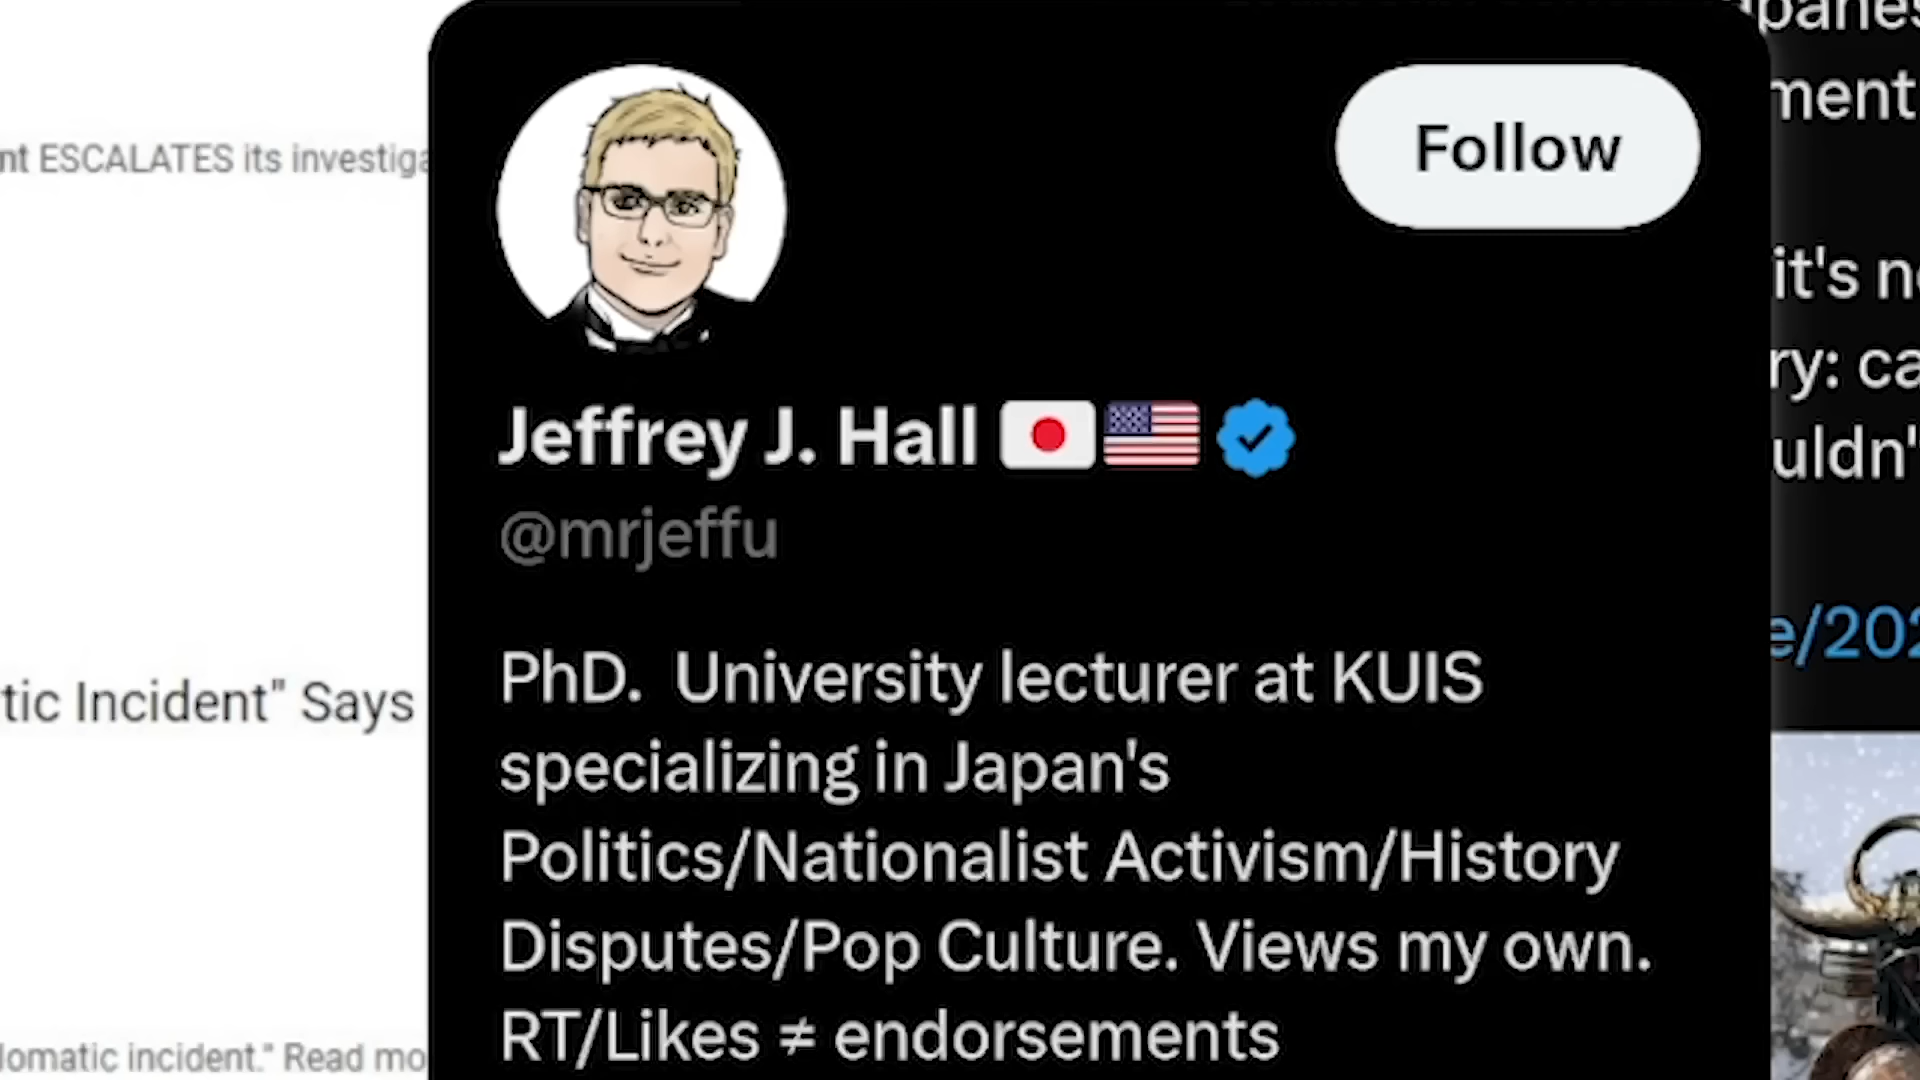 nt ESCALATES its investiga
tic Incident" Says
lomatic incident." Read mo
Follow
Jeffrey J. Hall
@mrjeffu
PhD. University lecturer at KUIS
specializing in Japan's
Politics/Nationalist Activism/History
Disputes/Pop Culture. Views my own.
RT/Likes ≠ endorsements
panes
ment
it's n
ry: ca
uldn'
e/202